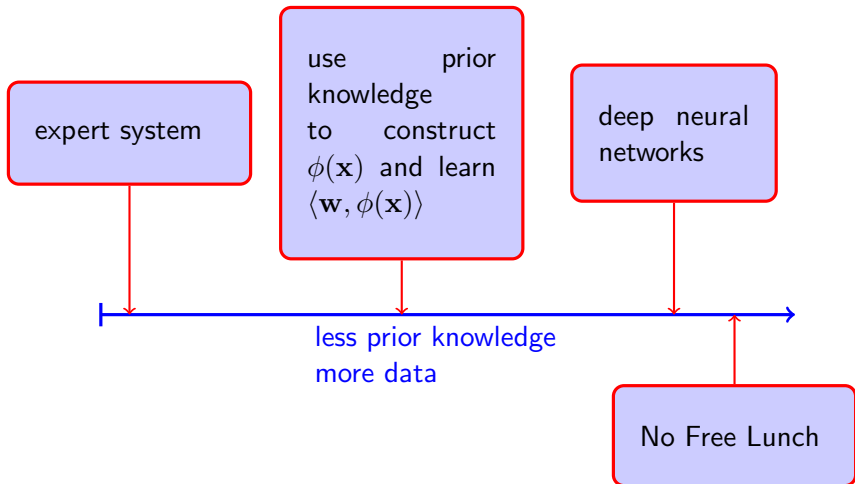 expert system
use prior
knowledge
to construct
ϕ(𝐱) and learn
⟨𝐰, ϕ(𝐱)⟩
deep neural
networks
less prior knowledge
more data
No Free Lunch